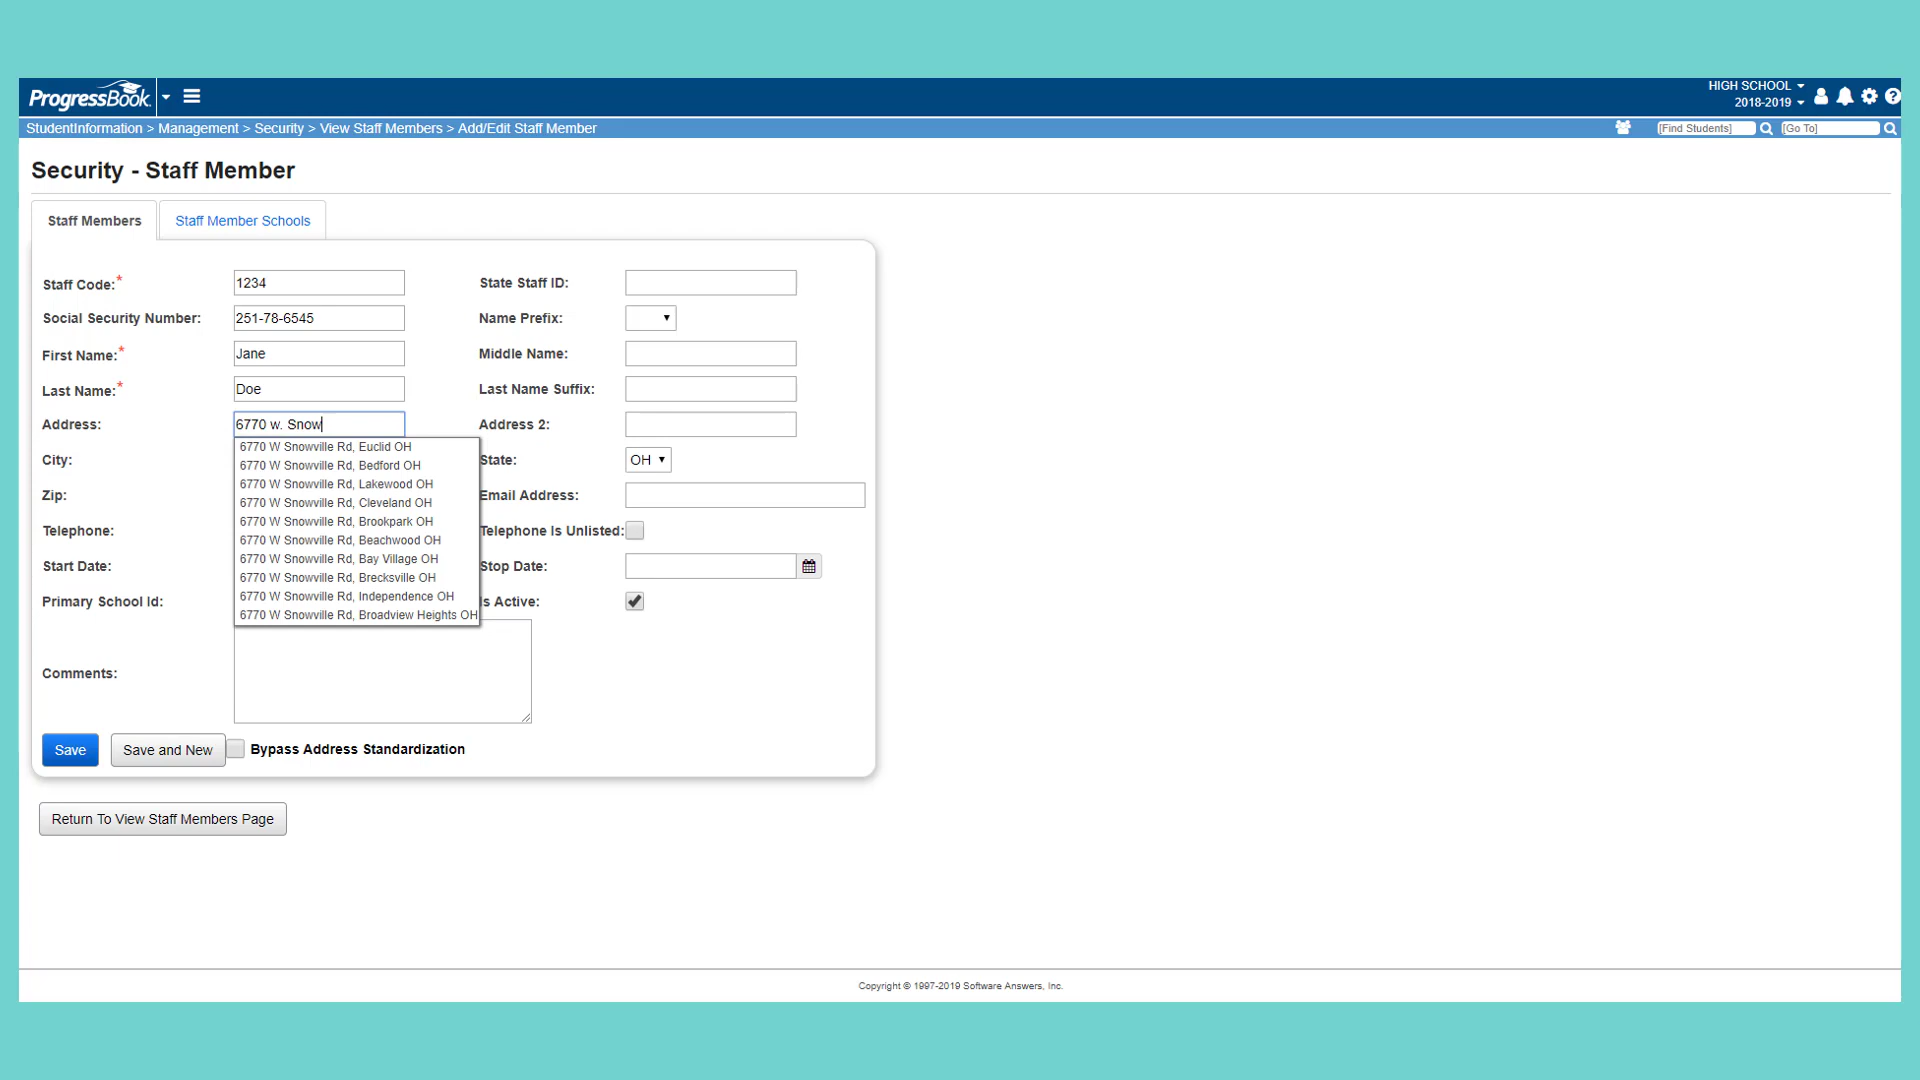 ProgressBook
HIGH SCHOOL
2018-2019
StudentInformation > Management > Security > View Staff Members > Add/Edit Staff Member
[Find Students]
[Go To]
Security - Staff Member
Staff Members
Staff Member Schools
Staff Code:* 1234 State Staff ID:
Social Security Number: 251-78-6545 Name Prefix:
First Name:* Jane Middle Name:
Last Name:* Doe Last Name Suffix:
Address: 6770 w. Snow Address 2:
6770 W Snowville Rd, Euclid OH
City: State: OH
6770 W Snowville Rd, Bedford OH
6770 W Snowville Rd, Lakewood OH
Zip: Email Address:
6770 W Snowville Rd, Cleveland OH
6770 W Snowville Rd, Brookpark OH
Telephone: Telephone Is Unlisted:
6770 W Snowville Rd, Beachwood OH
6770 W Snowville Rd, Bay Village OH
Start Date: Stop Date:
6770 W Snowville Rd, Brecksville OH
6770 W Snowville Rd, Independence OH
Primary School Id: Is Active:
6770 W Snowville Rd, Broadview Heights OH
Comments:
Save
Save and New
Bypass Address Standardization
Return To View Staff Members Page
Copyright © 1997-2019 Software Answers, Inc.